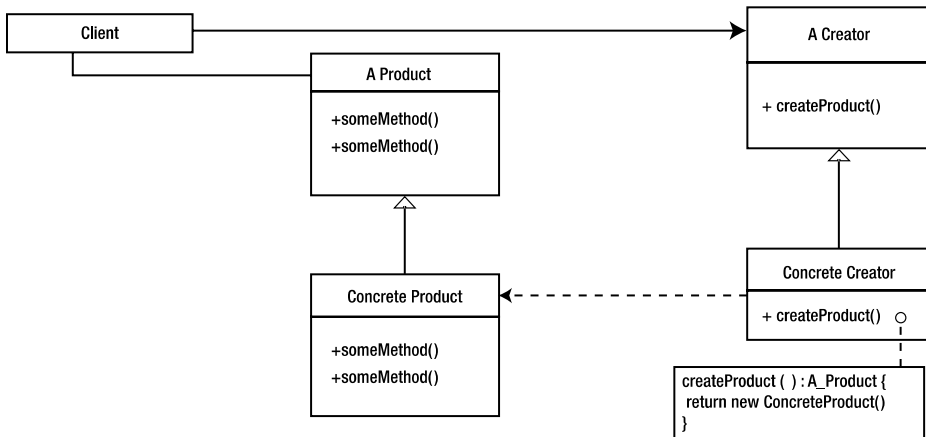 Client
A Creator
A Product
+someMethod()
+someMethod()
+ createProduct()
Concrete Product
+someMethod()
+someMethod()
Concrete Creator
+ createProduct()
createProduct ( ) : A_Product {
return new ConcreteProduct()
}